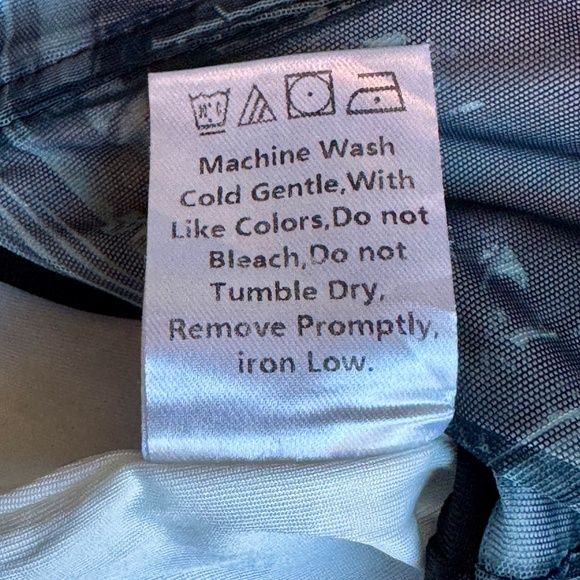 Machine Wash
Cold Gentle,With
Like Colors,Do not
Bleach,Do not
Tumble Dry,
Remove Promptly,
iron Low.